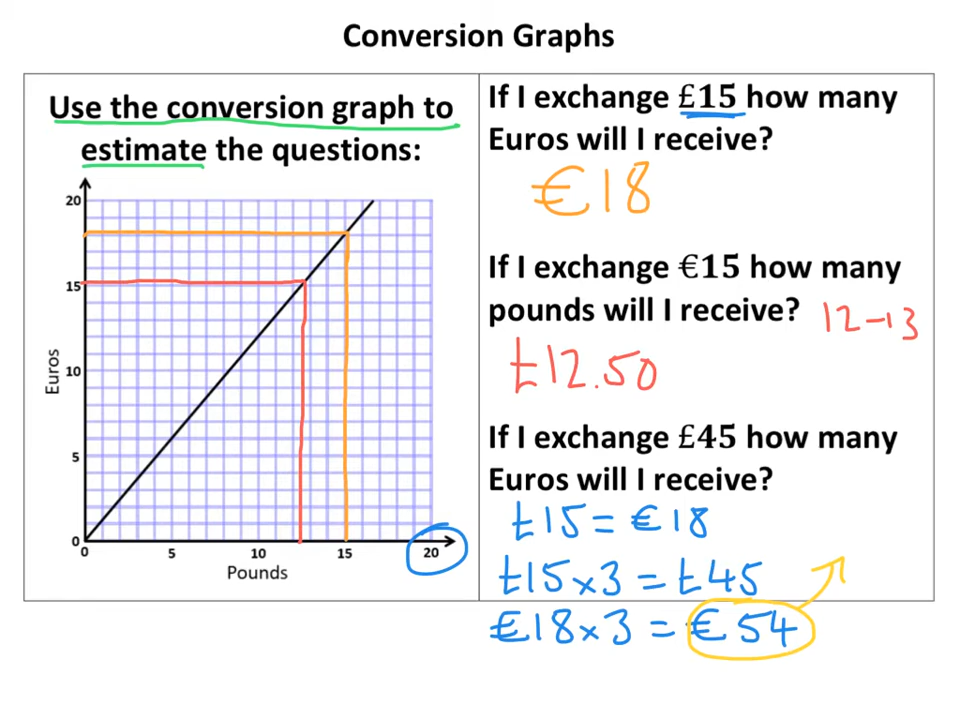 Conversion Graphs
Use the conversion graph to
estimate the questions:
20
15
10
5
0
Euros
0 5 10 15 20
Pounds
If I exchange £15 how many
Euros will I receive?
€18
If I exchange €15 how many
pounds will I receive? 12-13
£12.50
If I exchange £45 how many
Euros will I receive?
£15 = €18
£15 x 3 = £45
€18 x 3 = €54